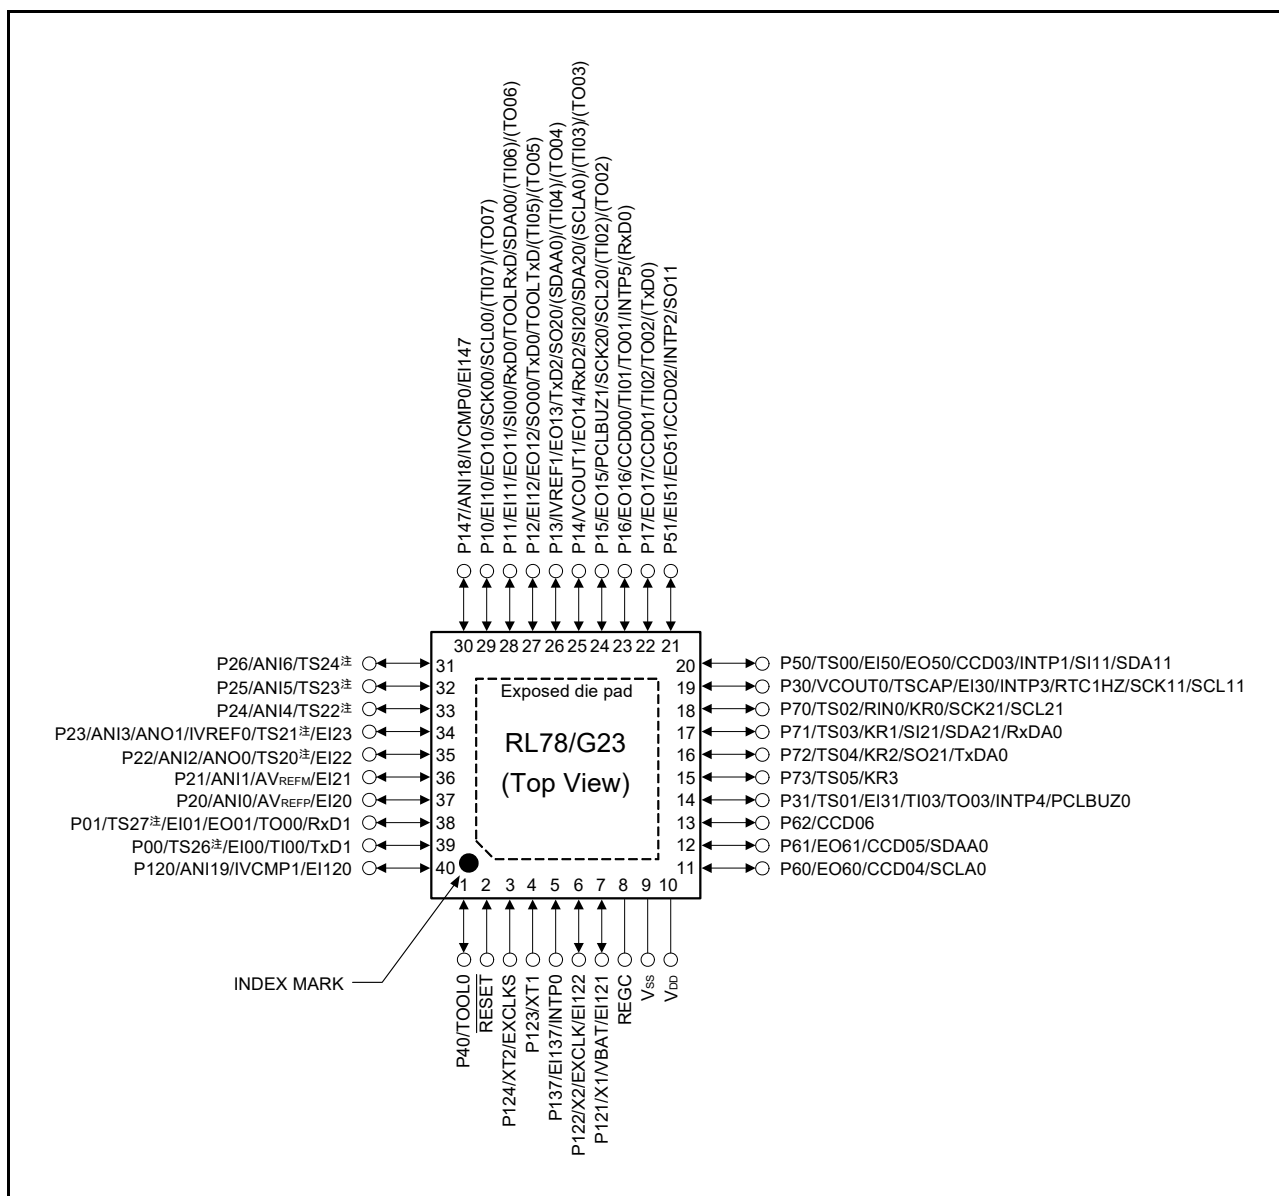 P147/ANI18/IVCMP0/EI147
P10/EI10/EO10/SCK00/SCL00/(TI07)/(TO07)
P11/EI11/EO11/SI00/RxD0/TOOLRxD/SDA00/(TI06)/(TO06)
P12/EI12/EO12/SO00/TxD0/TOOLTxD/(TI05)/(TO05)
P13/IVREF1/EO13/TxD2/SO20/(SDAA0)/(TI04)/(TO04)
P14/VCOUT1/EO14/RxD2/SI20/SDA20/(SCLA0)/(TI03)/(TO03)
P15/EO15/PCLBUZ1/SCK20/SCL20/(TI02)/(TO02)
P16/EO16/CCD00/TI01/TO01/INTP5/(RxD0)
P17/EO17/CCD01/TI02/TO02/(TxD0)
P51/EI51/EO51/CCD02/INTP2/SO11
30 29 28 27 26 25 24 23 22 21
P26/ANI6/TS24注 31
P25/ANI5/TS23注 32
P24/ANI4/TS22注 33
P23/ANI3/ANO1/IVREF0/TS21注/EI23 34
P22/ANI2/ANO0/TS20注/EI22 35
P21/ANI1/AVREFM/EI21 36
P20/ANI0/AVREFP/EI20 37
P01/TS27注/EI01/EO01/TO00/RxD1 38
P00/TS26注/EI00/TI00/TxD1 39
P120/ANI19/IVCMP1/EI120 40
Exposed die pad
RL78/G23
(Top View)
20 P50/TS00/EI50/EO50/CCD03/INTP1/SI11/SDA11
19 P30/VCOUT0/TSCAP/EI30/INTP3/RTC1HZ/SCK11/SCL11
18 P70/TS02/RIN0/KR0/SCK21/SCL21
17 P71/TS03/KR1/SI21/SDA21/RxDA0
16 P72/TS04/KR2/SO21/TxDA0
15 P73/TS05/KR3
14 P31/TS01/EI31/TI03/TO03/INTP4/PCLBUZ0
13 P62/CCD06
12 P61/EO61/CCD05/SDAA0
11 P60/EO60/CCD04/SCLA0
1 2 3 4 5 6 7 8 9 10
INDEX MARK
P40/TOOL0
RESET
P124/XT2/EXCLKS
P123/XT1
P137/EI137/INTP0
P122/X2/EXCLK/EI122
P121/X1/VBAT/EI121
REGC
VSS
VDD